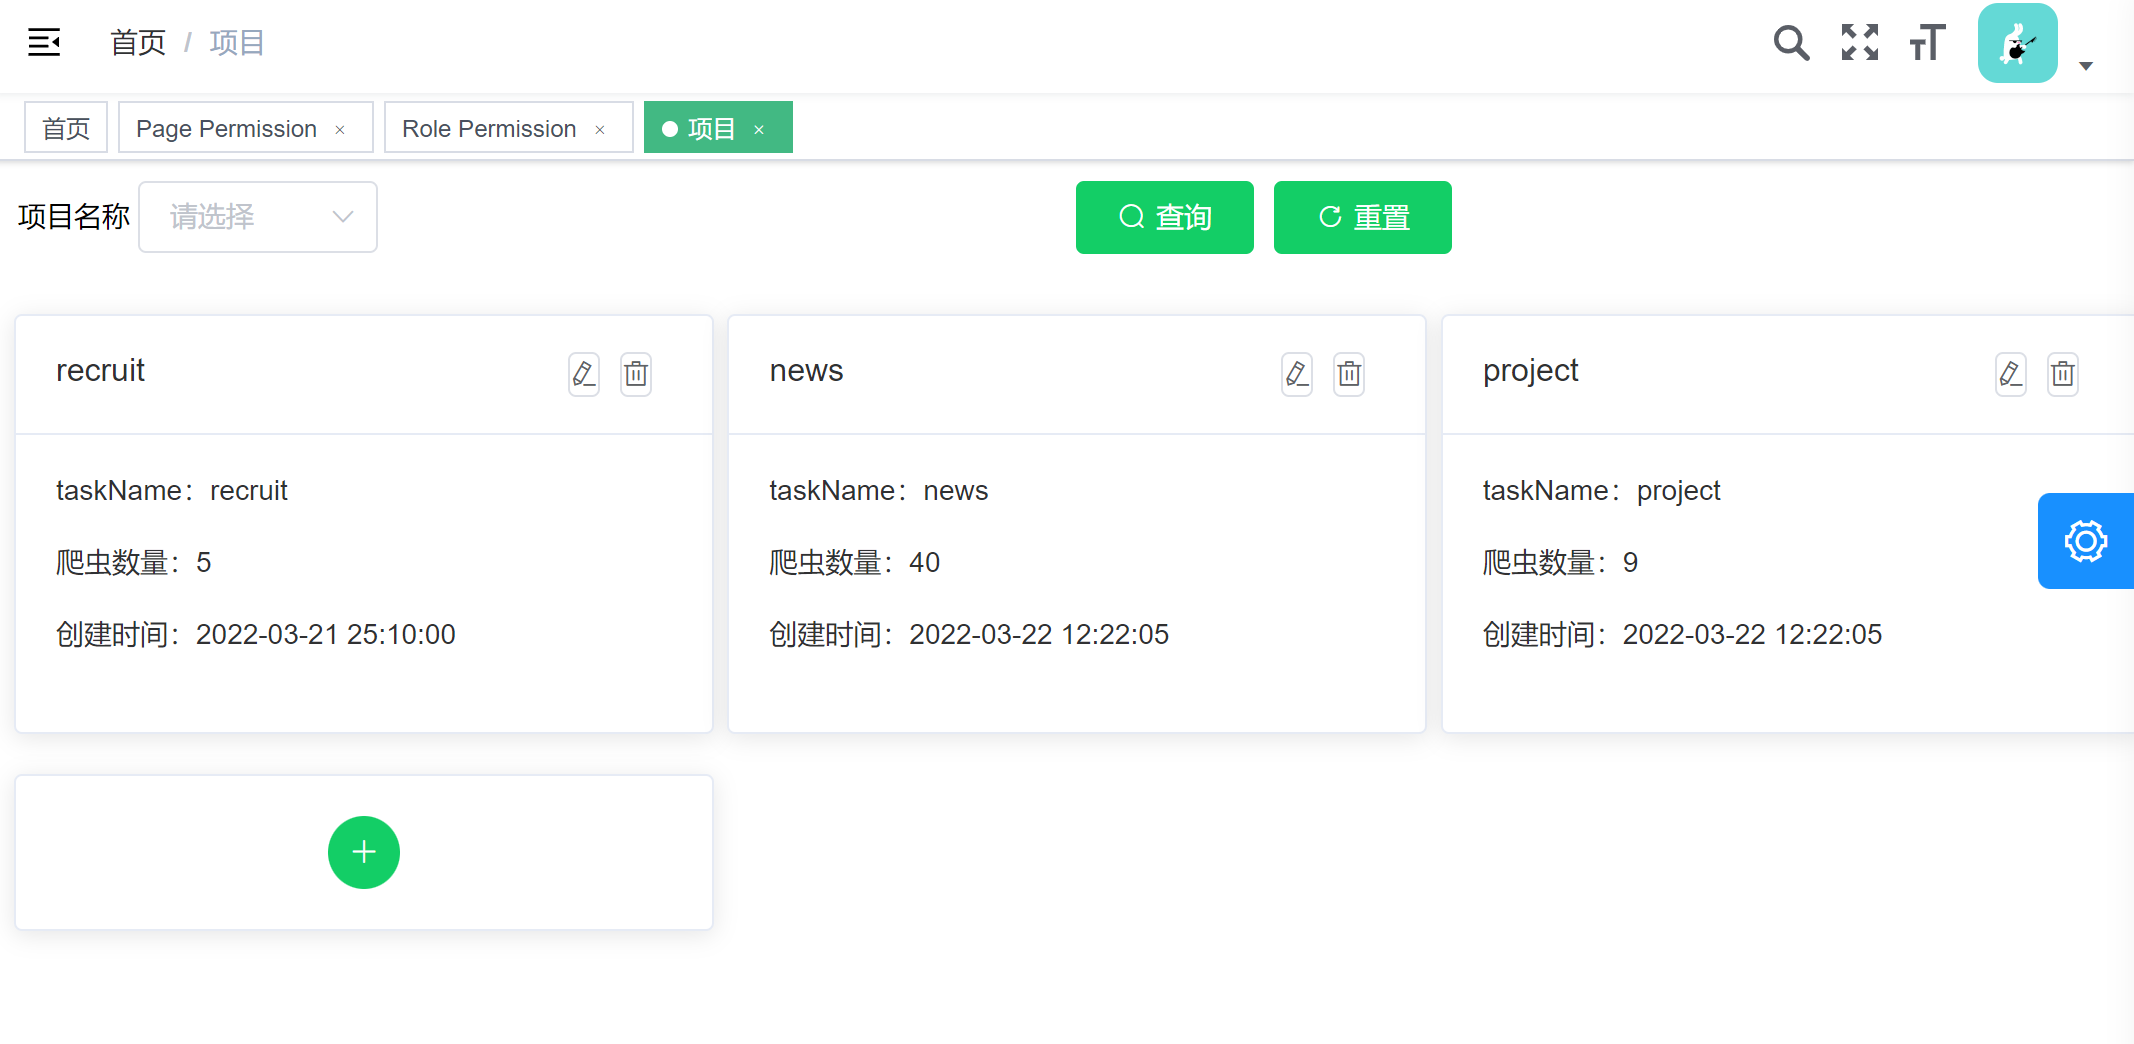 首页 / 项目
首页 Page Permission × Role Permission × 项目 ×
项目名称 请选择 查询 重置
recruit
taskName：recruit
爬虫数量：5
创建时间：2022-03-21 25:10:00
news
taskName：news
爬虫数量：40
创建时间：2022-03-22 12:22:05
project
taskName：project
爬虫数量：9
创建时间：2022-03-22 12:22:05